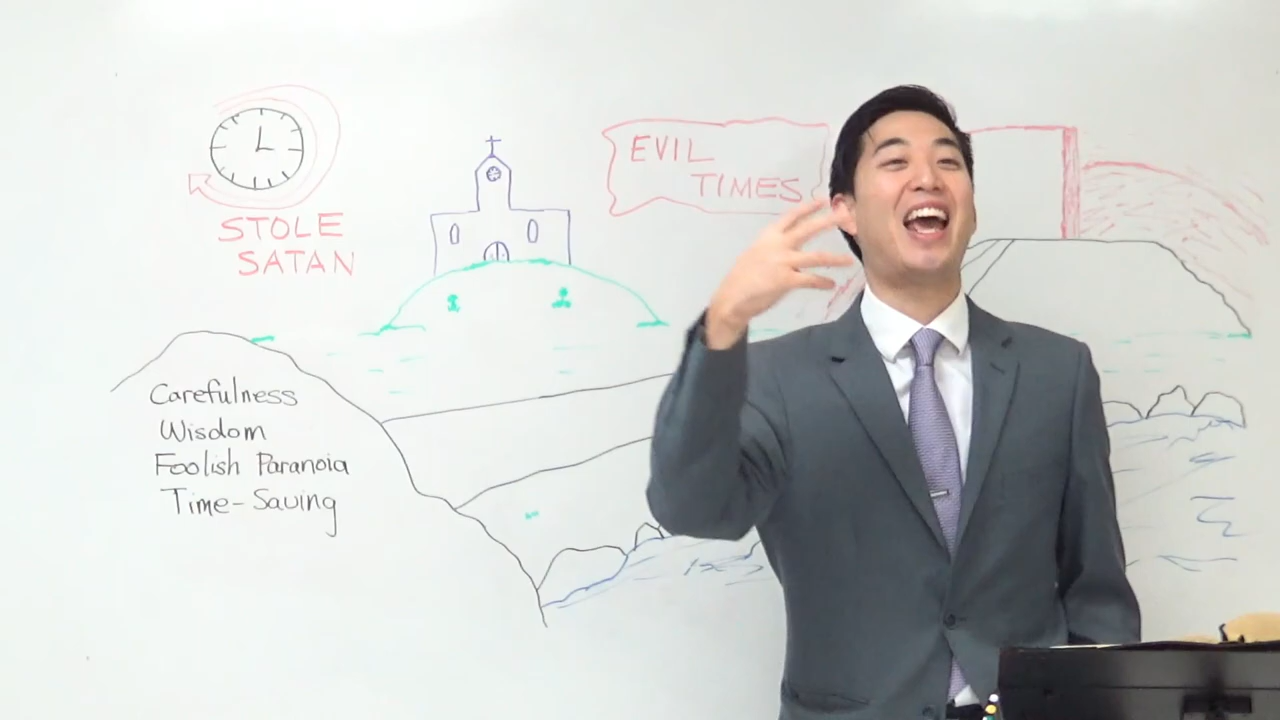 STOLE
SATAN
EVIL
TIMES
Carefulness
Wisdom
Foolish Paranoia
Time-Saving